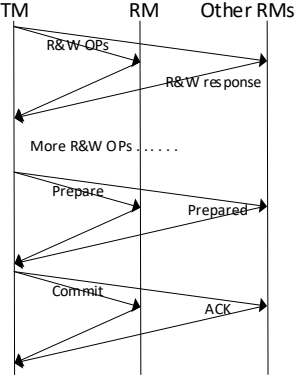 TM RM Other RMs
R&W OPs
R&W response
More R&W OPs . . . . . .
Prepare
Prepared
Commit
ACK